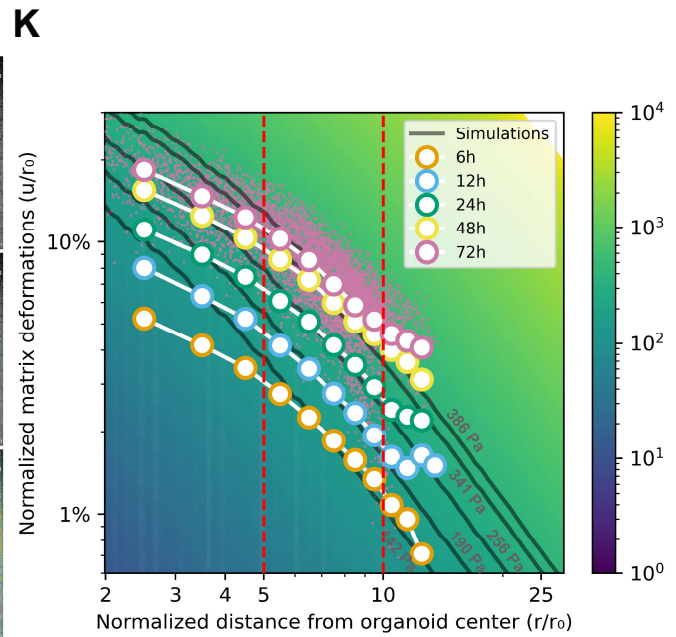 K
Normalized matrix deformations (u/r₀)
10%
1%
Simulations
6h
12h
24h
48h
72h
386 Pa
341 Pa
256 Pa
190 Pa
2
3
4
5
10
25
Normalized distance from organoid center (r/r₀)
10⁴
10³
10²
10¹
10⁰